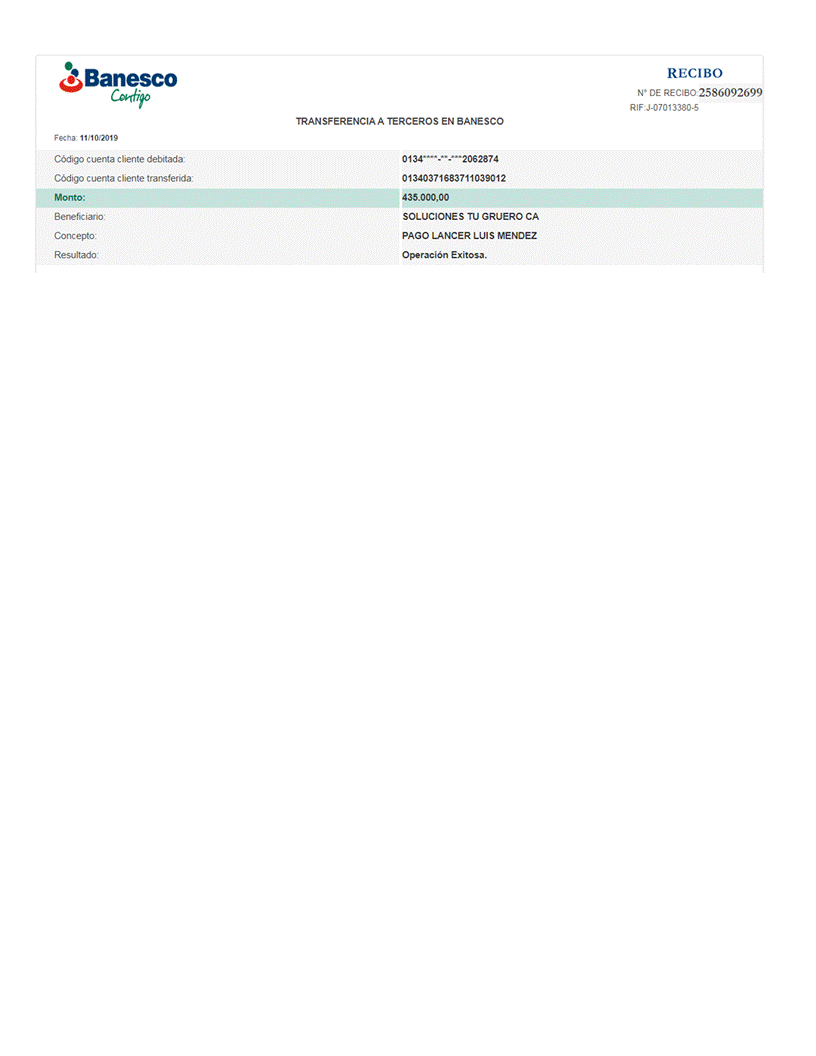 Banesco
Contigo
RECIBO
N° DE RECIBO:2586092699
RIF:J-07013380-5
TRANSFERENCIA A TERCEROS EN BANESCO
Fecha: 11/10/2019
Código cuenta cliente debitada: 0134****-**-***2062874
Código cuenta cliente transferida: 01340371683711039012
Monto: 435.000,00
Beneficiario: SOLUCIONES TU GRUERO CA
Concepto: PAGO LANCER LUIS MENDEZ
Resultado: Operación Exitosa.